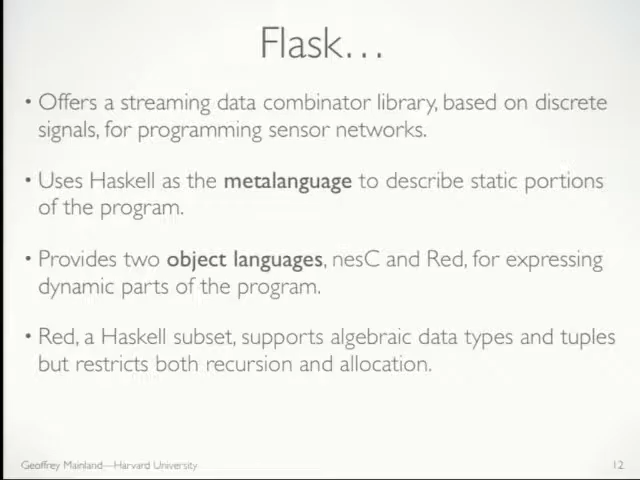 Flask…
• Offers a streaming data combinator library, based on discrete
signals, for programming sensor networks.
• Uses Haskell as the metalanguage to describe static portions
of the program.
• Provides two object languages, nesC and Red, for expressing
dynamic parts of the program.
• Red, a Haskell subset, supports algebraic data types and tuples
but restricts both recursion and allocation.
Geoffrey Mainland—Harvard University
12